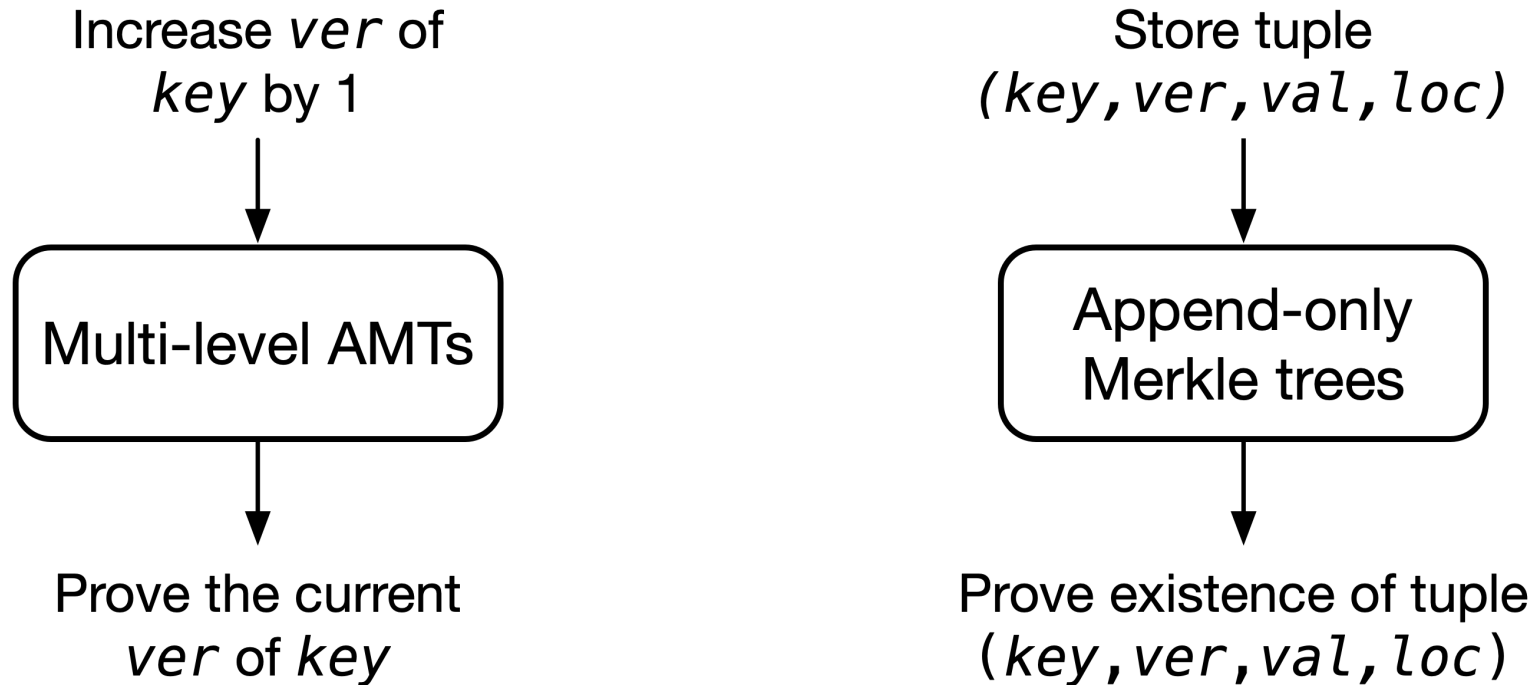 Increase ver of
key by 1
Multi-level AMTs
Prove the current
ver of key
Store tuple
(key,ver,val,loc)
Append-only
Merkle trees
Prove existence of tuple
(key,ver,val,loc)